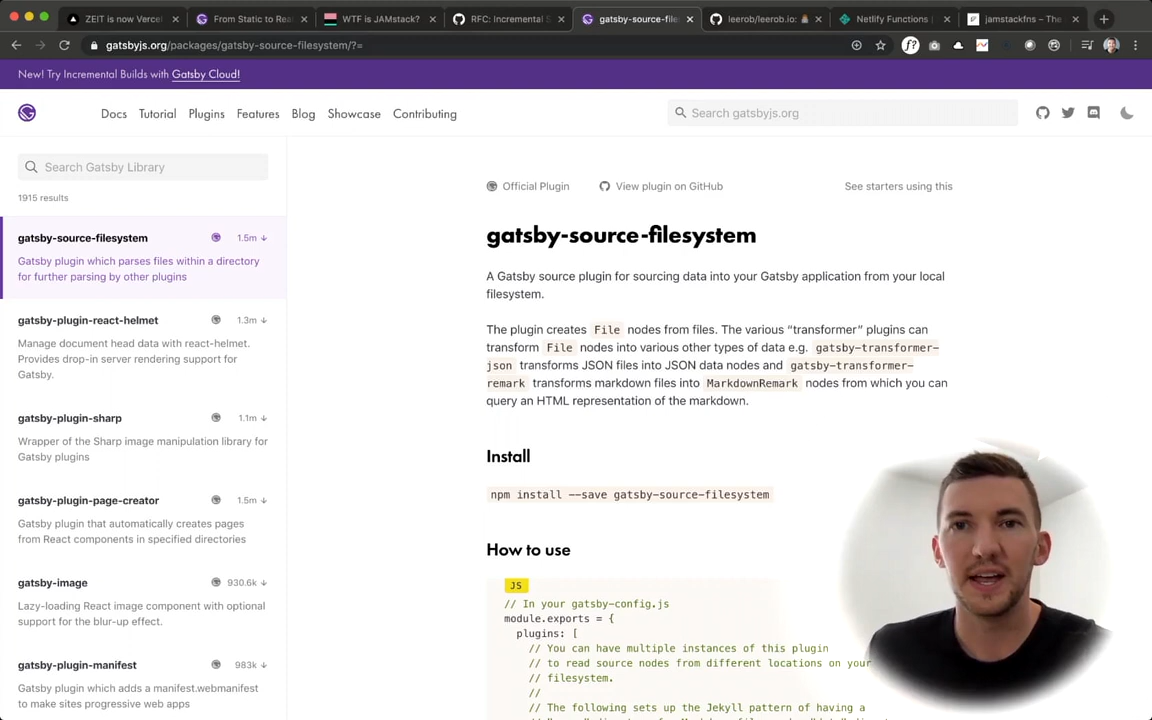 ZEIT is now Vercel
From Static to Rea
WTF is JAMstack?
RFC: Incremental S
gatsby-source-files
leerob/leerob.io:
Netlify Functions |
jamstackfns – The
gatsbyjs.org/packages/gatsby-source-filesystem/?=
New! Try Incremental Builds with Gatsby Cloud!
Docs Tutorial Plugins Features Blog Showcase Contributing
Search gatsbyjs.org
Search Gatsby Library
1915 results
gatsby-source-filesystem 1.5m ↓
Gatsby plugin which parses files within a directory
for further parsing by other plugins
gatsby-plugin-react-helmet 1.3m ↓
Manage document head data with react-helmet.
Provides drop-in server rendering support for
Gatsby.
gatsby-plugin-sharp 1.1m ↓
Wrapper of the Sharp image manipulation library for
Gatsby plugins
gatsby-plugin-page-creator 1.5m ↓
Gatsby plugin that automatically creates pages
from React components in specified directories
gatsby-image 930.6k ↓
Lazy-loading React image component with optional
support for the blur-up effect.
gatsby-plugin-manifest 983k ↓
Gatsby plugin which adds a manifest.webmanifest
to make sites progressive web apps
Official Plugin View plugin on GitHub See starters using this
gatsby-source-filesystem
A Gatsby source plugin for sourcing data into your Gatsby application from your local
filesystem.
The plugin creates File nodes from files. The various “transformer” plugins can
transform File nodes into various other types of data e.g. gatsby-transformer-
json transforms JSON files into JSON data nodes and gatsby-transformer-
remark transforms markdown files into MarkdownRemark nodes from which you can
query an HTML representation of the markdown.
Install
npm install --save gatsby-source-filesystem
How to use
JS
// In your gatsby-config.js
module.exports = {
plugins: [
// You can have multiple instances of this plugin
// to read source nodes from different locations on your
// filesystem.
//
// The following sets up the Jekyll pattern of having a